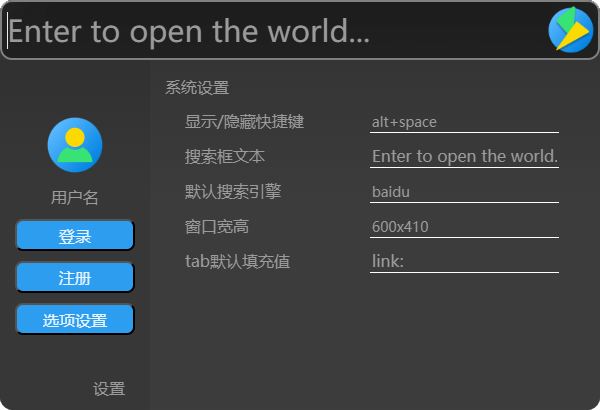 Enter to open the world...
系统设置
显示/隐藏快捷键 alt+space
搜索框文本 Enter to open the world.
默认搜索引擎 baidu
窗口宽高 600x410
tab默认填充值 link:
用户名
登录
注册
选项设置
设置